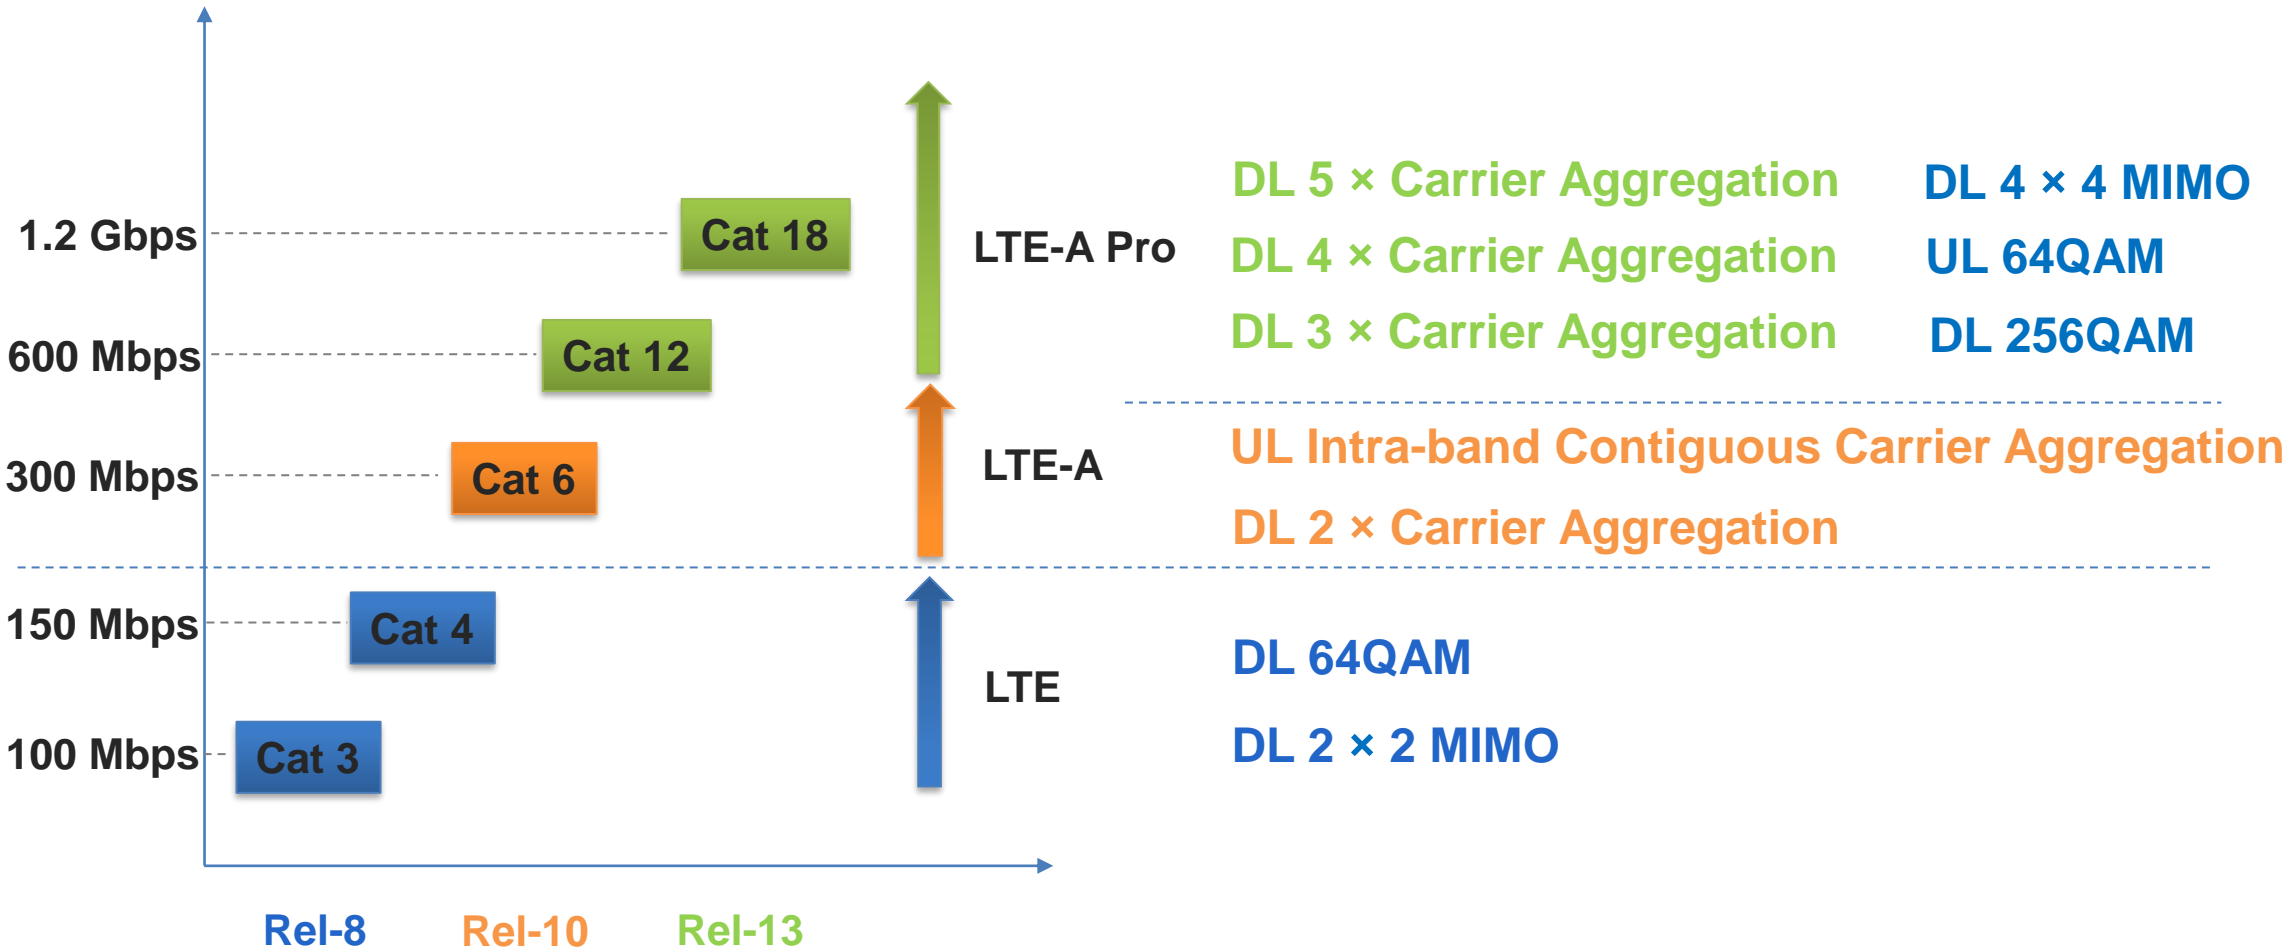 1.2 Gbps
Cat 18
LTE-A Pro
DL 5 × Carrier Aggregation
DL 4 × 4 MIMO
DL 4 × Carrier Aggregation
UL 64QAM
600 Mbps
Cat 12
DL 3 × Carrier Aggregation
DL 256QAM
300 Mbps
Cat 6
LTE-A
UL Intra-band Contiguous Carrier Aggregation
DL 2 × Carrier Aggregation
150 Mbps
Cat 4
LTE
DL 64QAM
100 Mbps
Cat 3
DL 2 × 2 MIMO
Rel-8
Rel-10
Rel-13